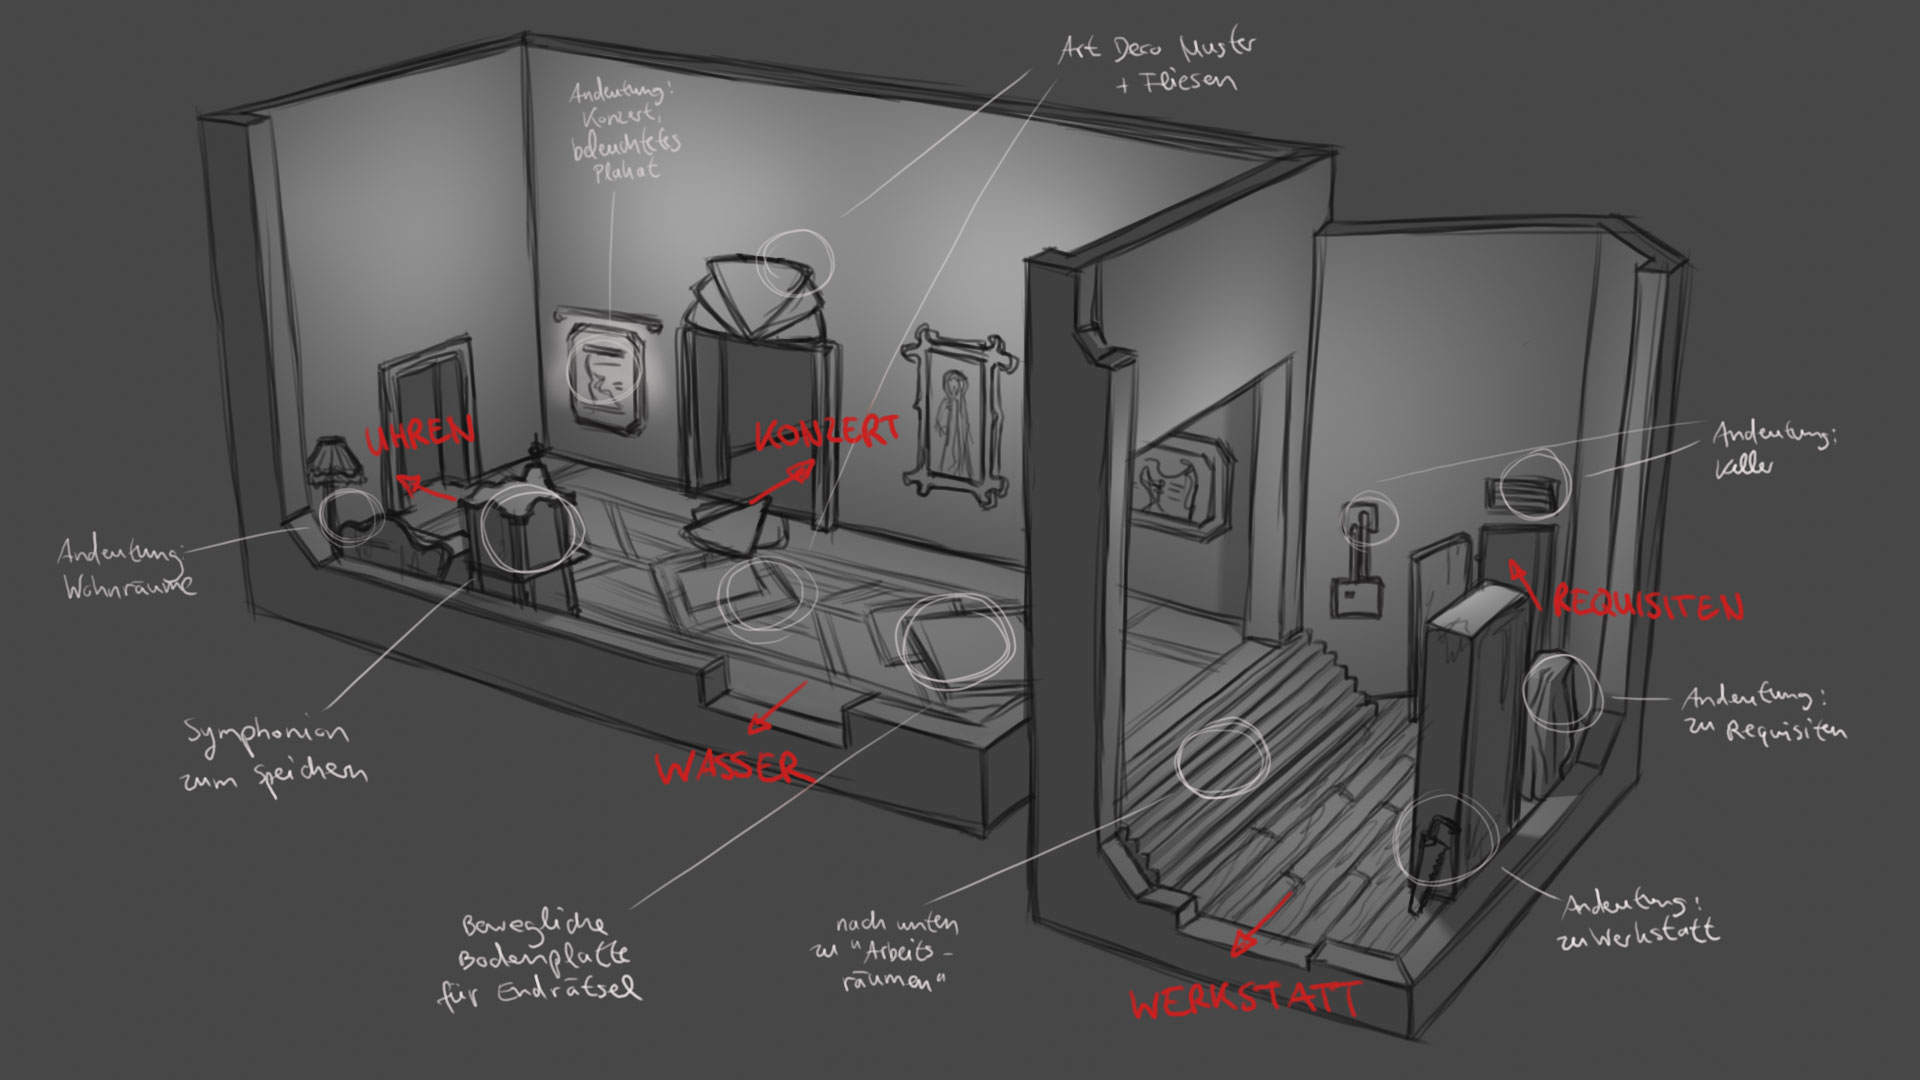 Art Deco Muster
+ Fliesen
Andeutung:
Konzert,
beleuchtetes
Plakat
UHREN
KONZERT
Andeutung:
Keller
Andeutung:
Wohnräume
REQUISITEN
Andeutung:
zu Requisiten
Symphonion
zum Speichern
WASSER
Bewegliche
Bodenplatte
für Endrätsel
nach unten
zu "Arbeits-
räumen"
Andeutung:
zu Werkstatt
WERKSTATT